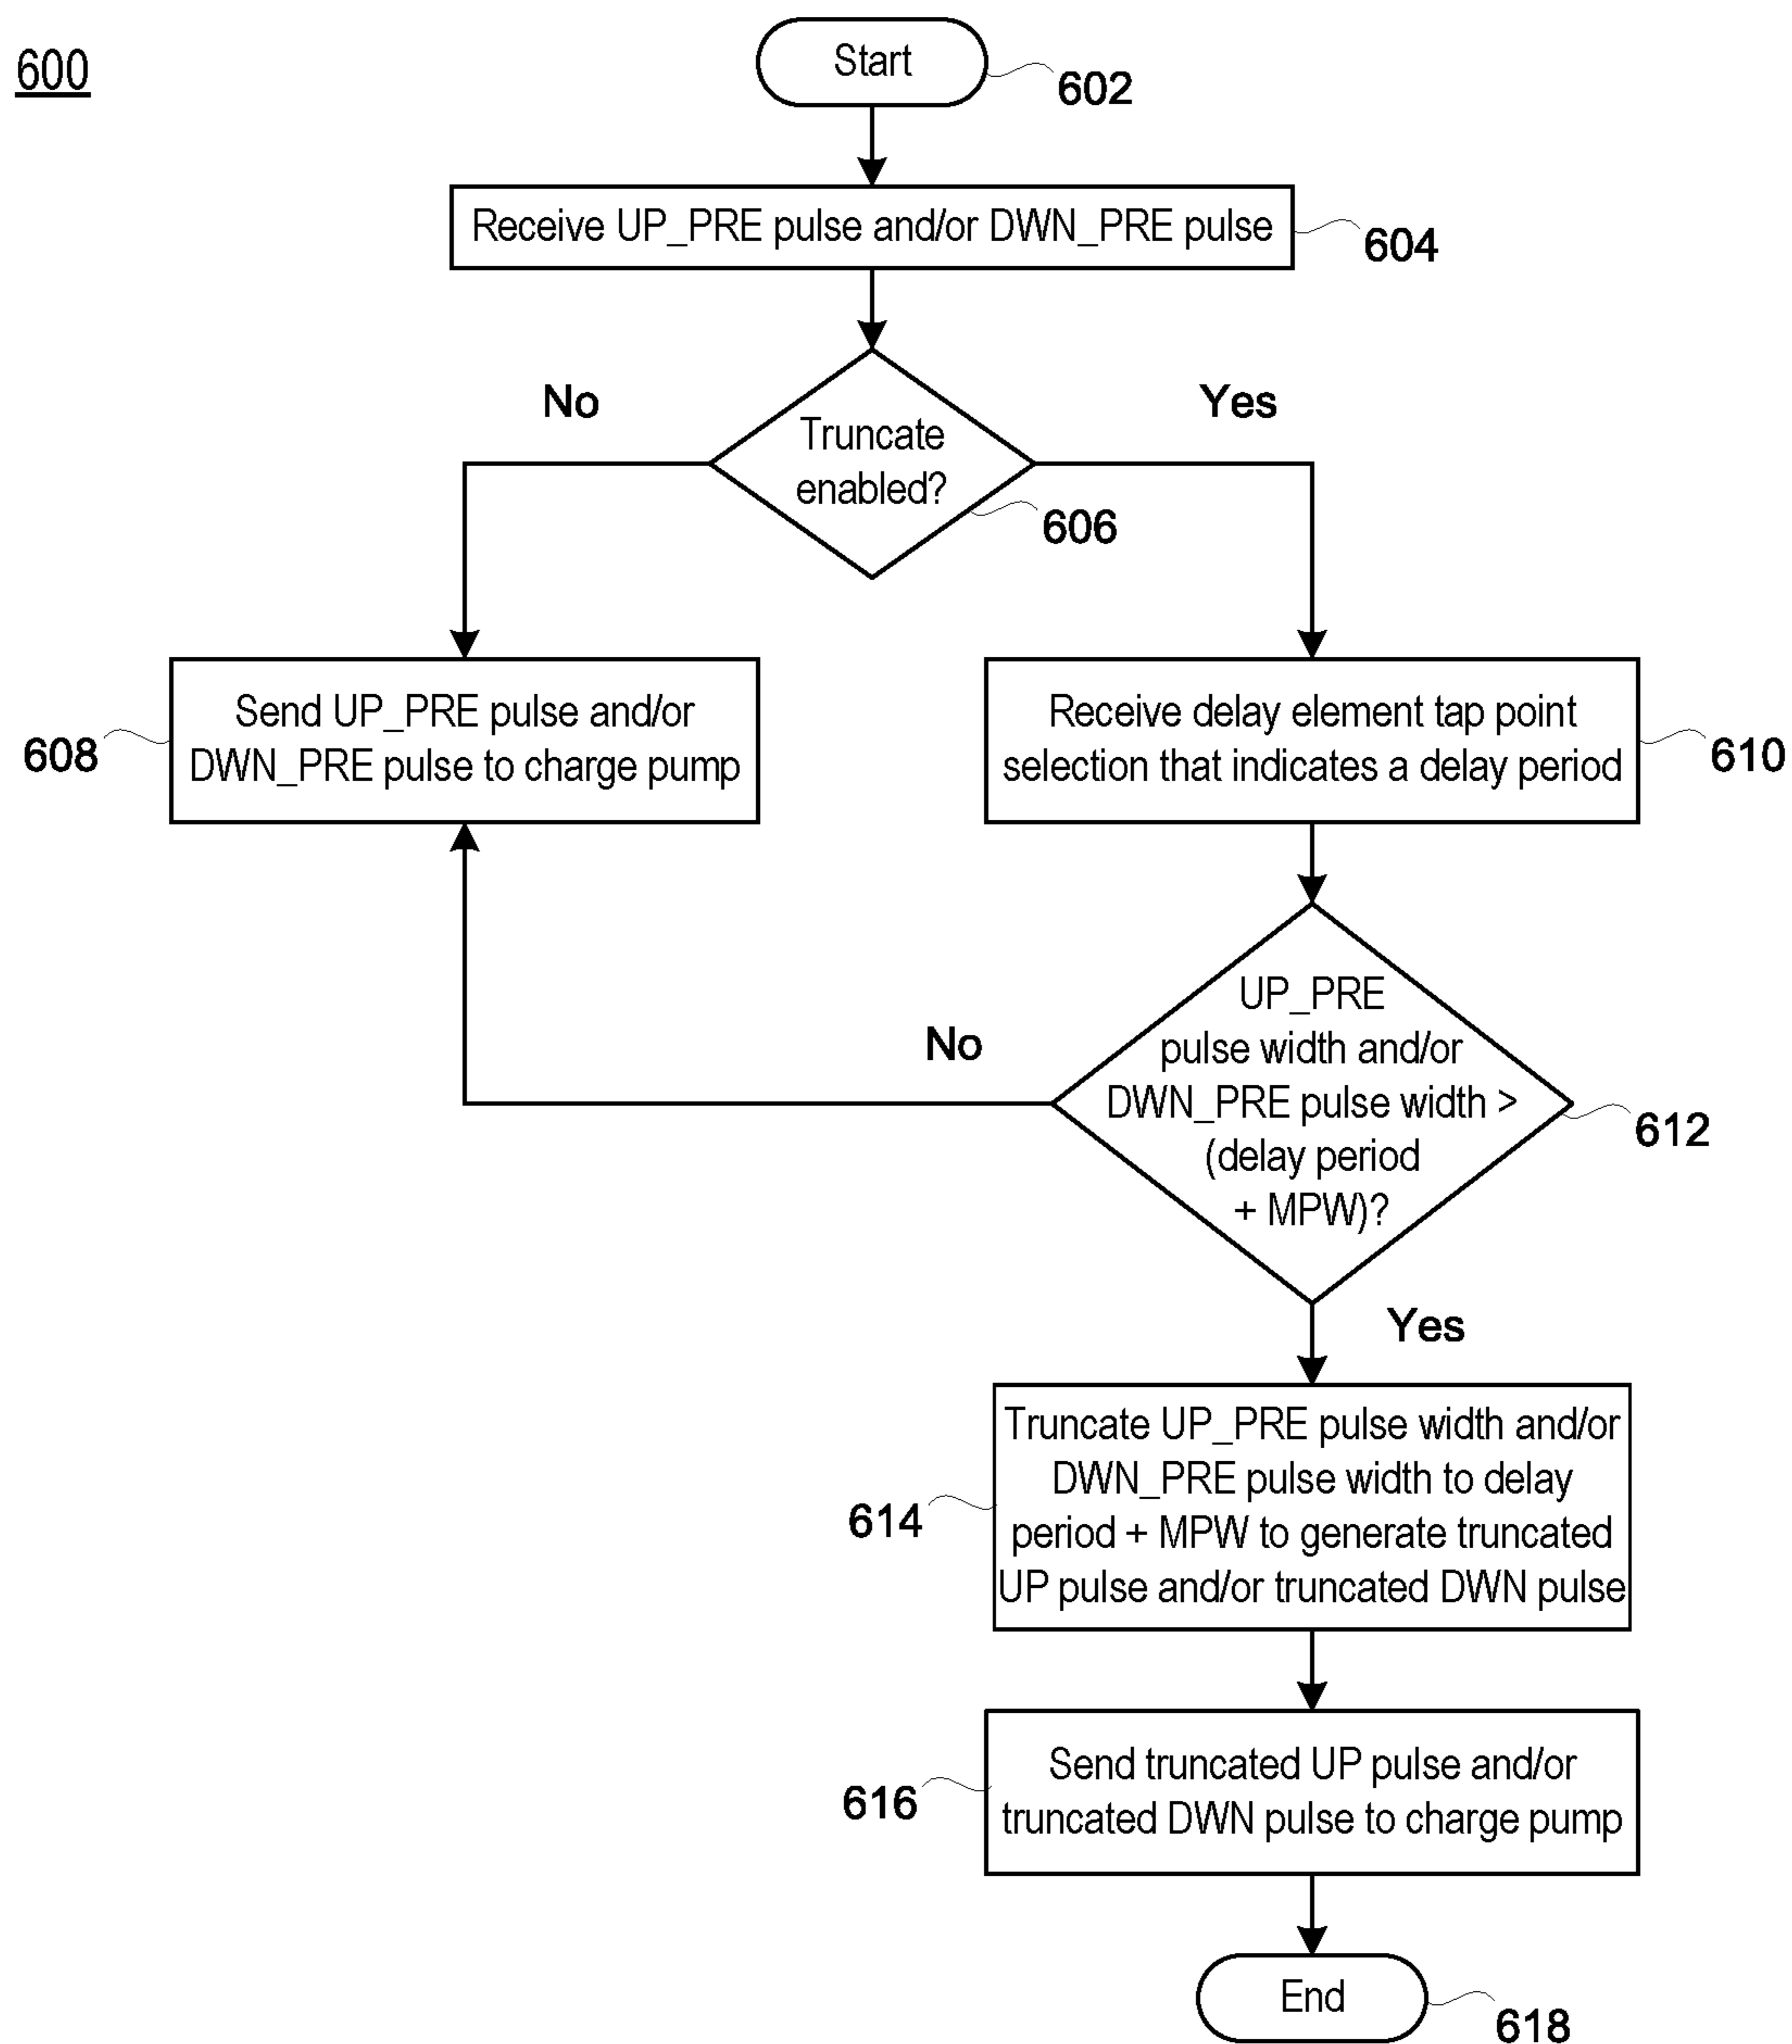 600
Start
602
Receive UP_PRE pulse and/or DWN_PRE pulse
604
No
Yes
Truncate
enabled?
606
Send UP_PRE pulse and/or
DWN_PRE pulse to charge pump
608
Receive delay element tap point
selection that indicates a delay period
610
UP_PRE
pulse width and/or
DWN_PRE pulse width >
(delay period
+ MPW)?
No
612
Yes
Truncate UP_PRE pulse width and/or
DWN_PRE pulse width to delay
period + MPW to generate truncated
UP pulse and/or truncated DWN pulse
614
Send truncated UP pulse and/or
truncated DWN pulse to charge pump
616
End
618